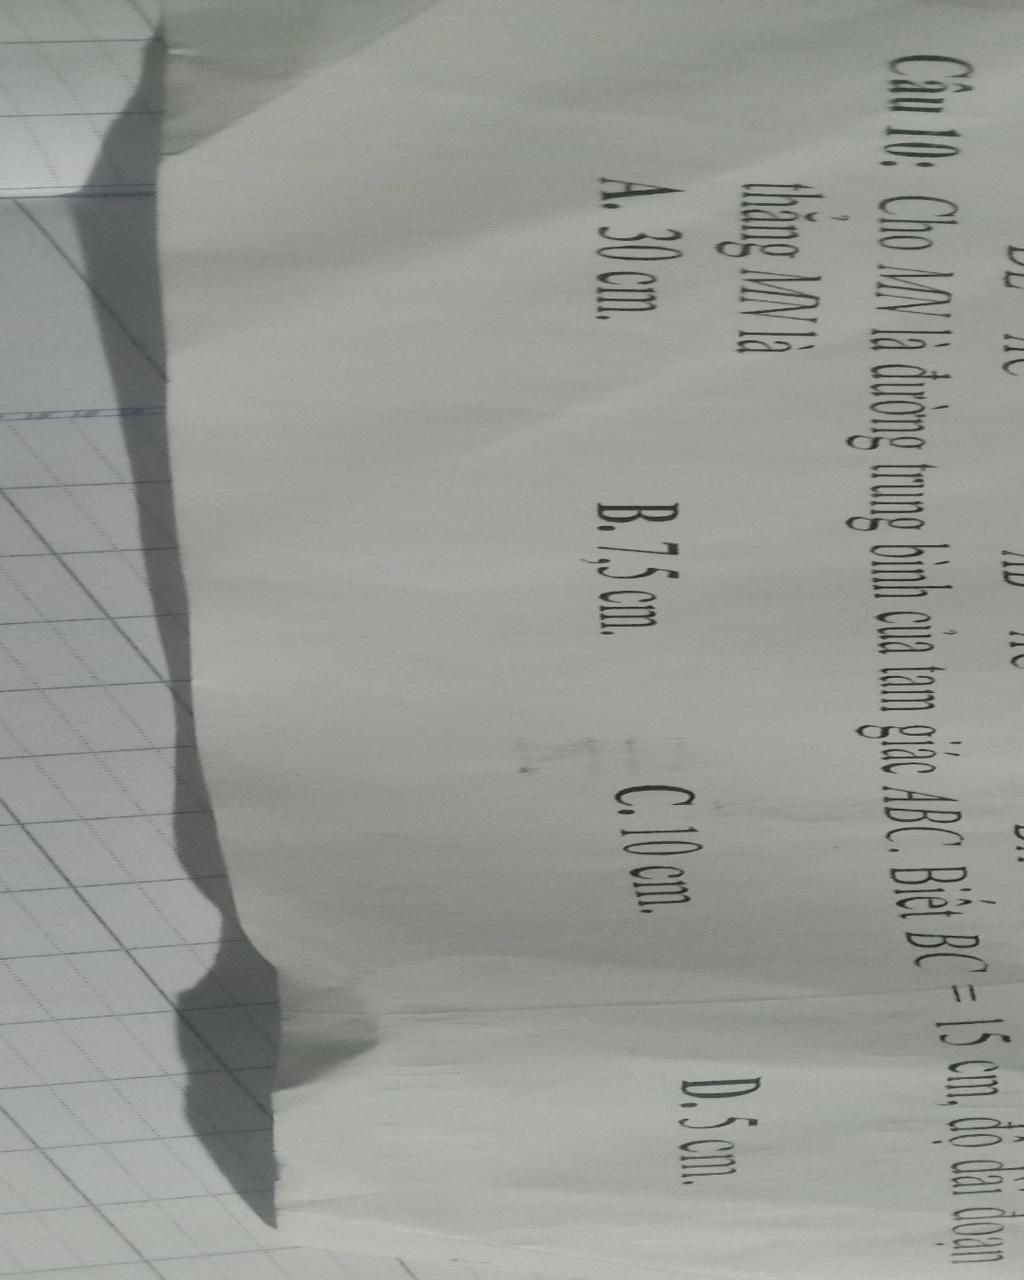 Câu 10: Cho MN là đường trung bình của tam giác ABC. Biết BC = 15 cm, độ dài đoạn
thẳng MN là
A. 30 cm.
B. 7,5 cm.
C. 10 cm.
D. 5 cm.